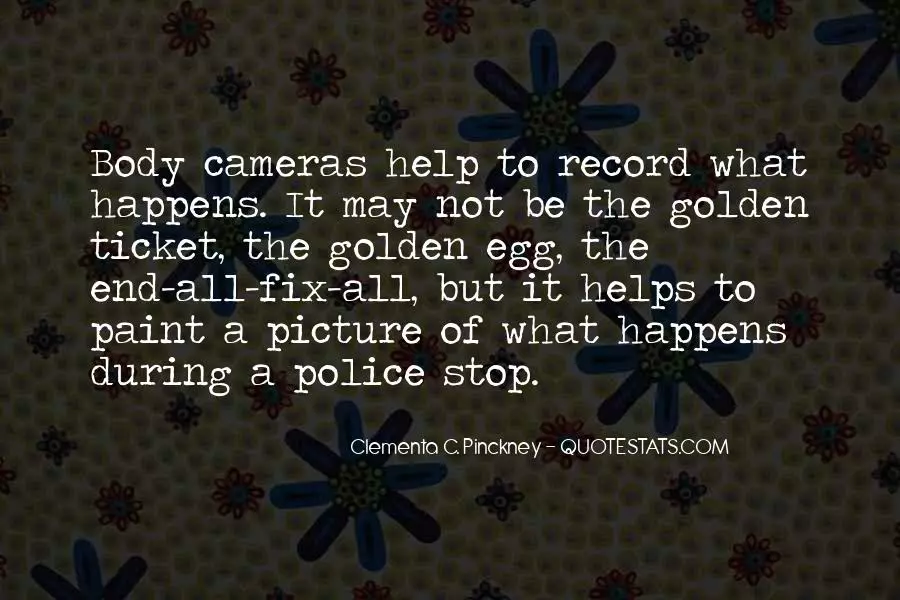 Body cameras help to record what
happens. It may not be the golden
ticket, the golden egg, the
end-all-fix-all, but it helps to
paint a picture of what happens
during a police stop.
Clementa C. Pinckney - QUOTESTATS.COM